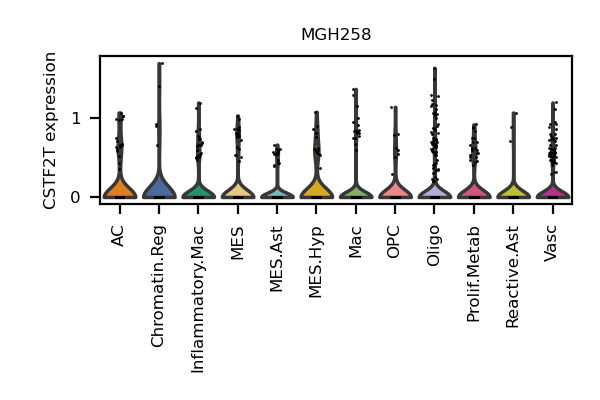 MGH258
CSTF2T expression
1
0
AC
Chromatin.Reg
Inflammatory.Mac
MES
MES.Ast
MES.Hyp
Mac
OPC
Oligo
Prolif.Metab
Reactive.Ast
Vasc